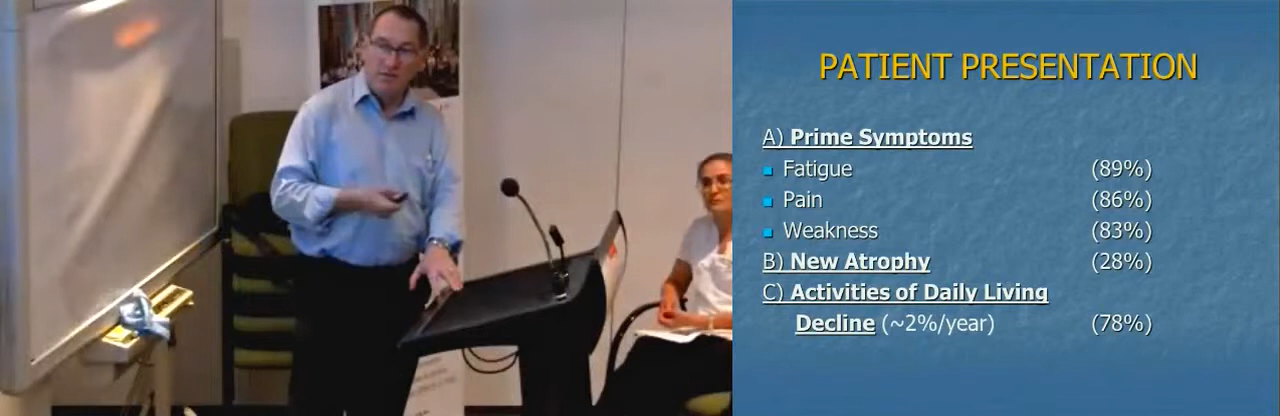 PATIENT PRESENTATION
A) Prime Symptoms
Fatigue (89%)
Pain (86%)
Weakness (83%)
B) New Atrophy (28%)
C) Activities of Daily Living
Decline (~2%/year) (78%)